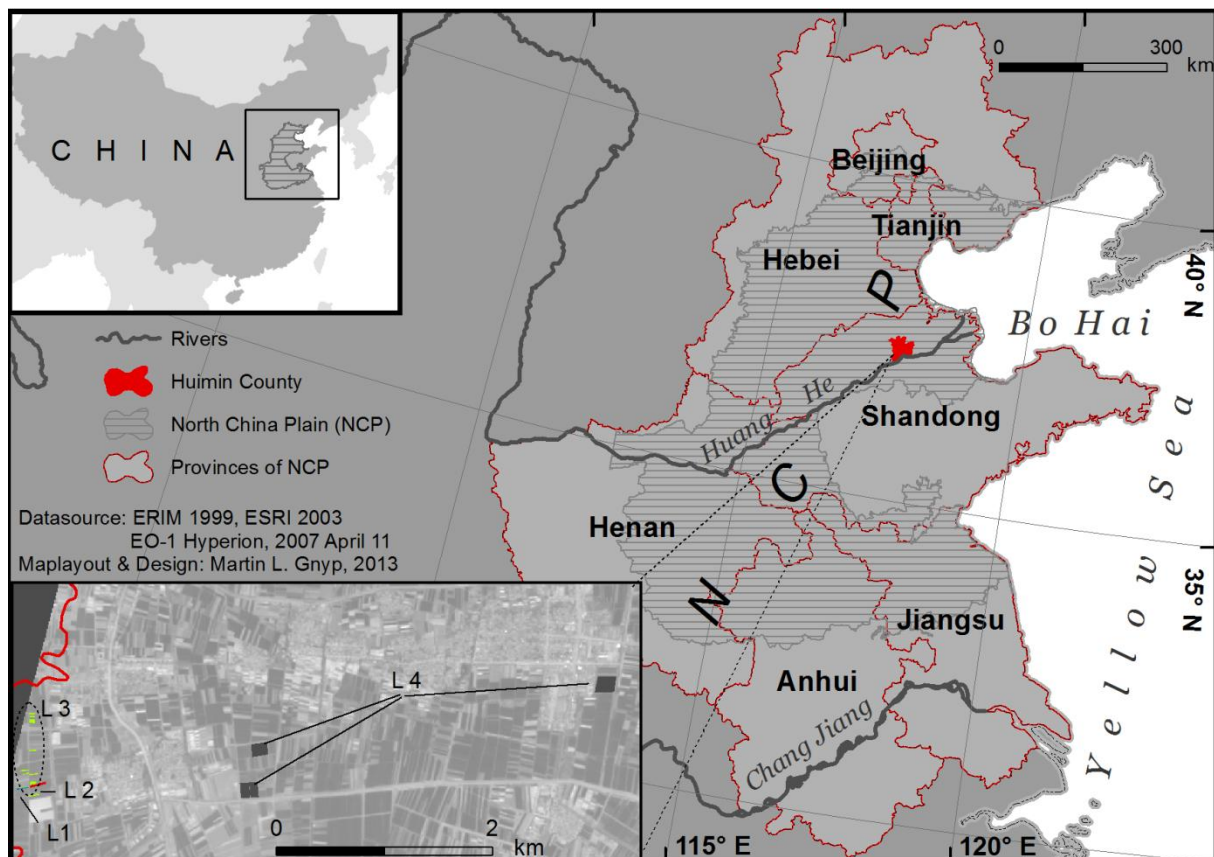 CHINA
0 300
km
Beijing
Tianjin
Hebei
P
40° N
Bo Hai
Rivers
Huimin County
North China Plain (NCP)
Provinces of NCP
Huang He
Shandong
Yellow Sea
C
Datasource: ERIM 1999, ESRI 2003
EO-1 Hyperion, 2007 April 11
Maplayout & Design: Martin L. Gnyp, 2013
Henan
35° N
N
Jiangsu
Anhui
Chang Jiang
L 4
L 3
L 2
L1
0 2
km
115° E
120° E